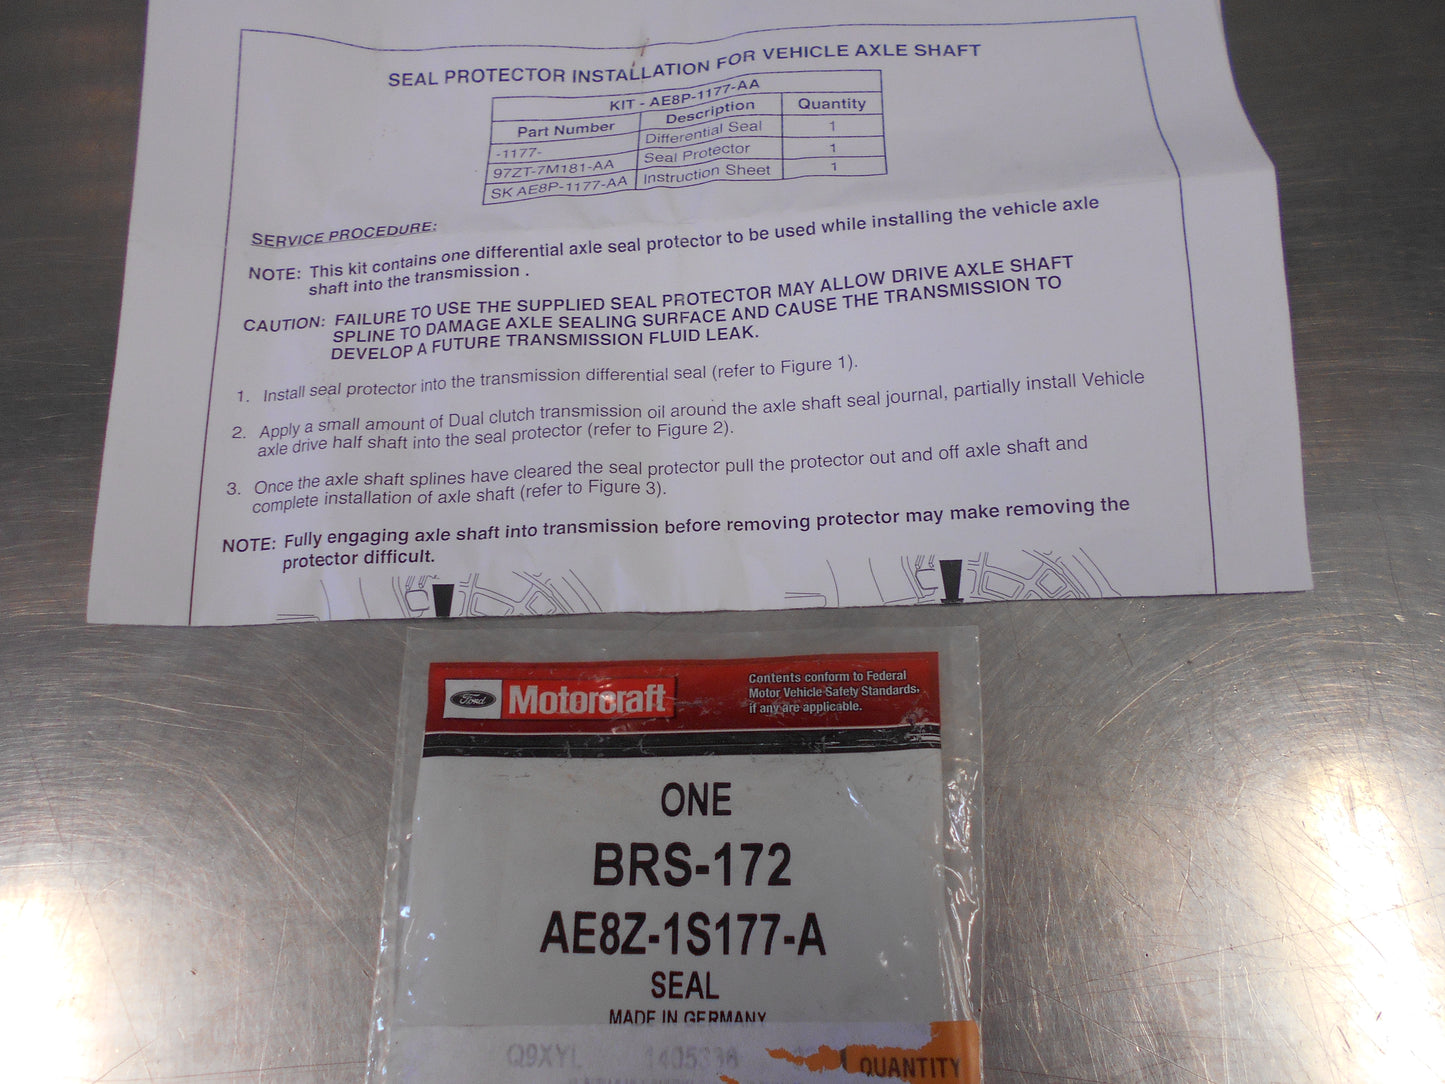 SEAL PROTECTOR INSTALLATION FOR VEHICLE AXLE SHAFT
KIT - AE8P-1177-AA
Part Number Description Quantity
-1177- Differential Seal 1
97ZT-7M181-AA Seal Protector 1
SK AE8P-1177-AA Instruction Sheet 1
SERVICE PROCEDURE:
NOTE: This kit contains one differential axle seal protector to be used while installing the vehicle axle
shaft into the transmission .
CAUTION: FAILURE TO USE THE SUPPLIED SEAL PROTECTOR MAY ALLOW DRIVE AXLE SHAFT
SPLINE TO DAMAGE AXLE SEALING SURFACE AND CAUSE THE TRANSMISSION TO
DEVELOP A FUTURE TRANSMISSION FLUID LEAK.
1. Install seal protector into the transmission differential seal (refer to Figure 1).
2. Apply a small amount of Dual clutch transmission oil around the axle shaft seal journal, partially install Vehicle
axle drive half shaft into the seal protector (refer to Figure 2).
3. Once the axle shaft splines have cleared the seal protector pull the protector out and off axle shaft and
complete installation of axle shaft (refer to Figure 3).
NOTE: Fully engaging axle shaft into transmission before removing protector may make removing the
protector difficult.
Ford Motorcraft
Contents conform to Federal
Motor Vehicle Safety Standards,
if any are applicable.
ONE
BRS-172
AE8Z-1S177-A
SEAL
MADE IN GERMANY
Q9XYL 1405336
QUANTITY